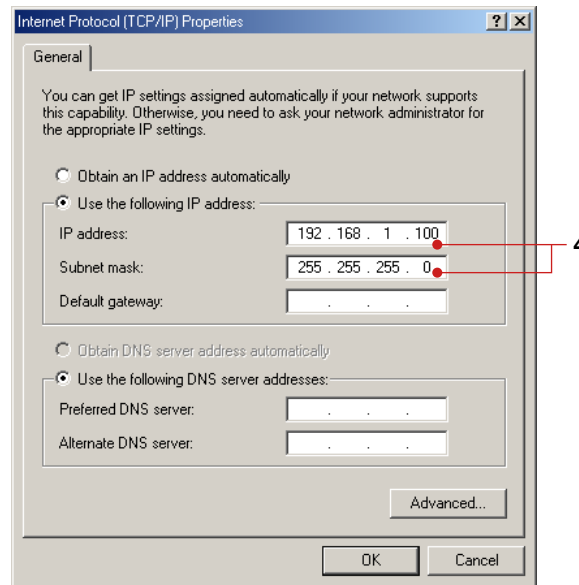 Internet Protocol (TCP/IP) Properties
General
You can get IP settings assigned automatically if your network supports
this capability. Otherwise, you need to ask your network administrator for
the appropriate IP settings.
Obtain an IP address automatically
Use the following IP address:
IP address: 192 . 168 . 1 . 100
4
Subnet mask: 255 . 255 . 255 . 0
Default gateway: . . .
Obtain DNS server address automatically
Use the following DNS server addresses:
Preferred DNS server: . . .
Alternate DNS server: . . .
Advanced...
OK Cancel